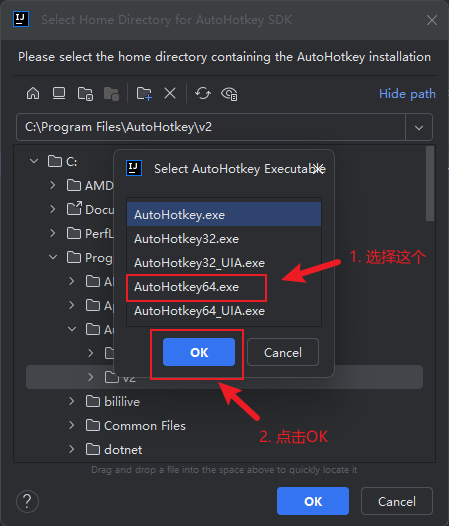 Select Home Directory for AutoHotkey SDK
Please select the home directory containing the AutoHotkey installation
Hide path
C:\Program Files\AutoHotkey\v2
C:
AMD
Docu
PerfL
Prog
Select AutoHotkey Executable
AutoHotkey.exe
AutoHotkey32.exe
AutoHotkey32_UIA.exe
AutoHotkey64.exe
AutoHotkey64_UIA.exe
1. 选择这个
OK
Cancel
Au
v2
2. 点击OK
bililive
Common Files
dotnet
Drag and drop a file into the space above to quickly locate it
?
OK
Cancel